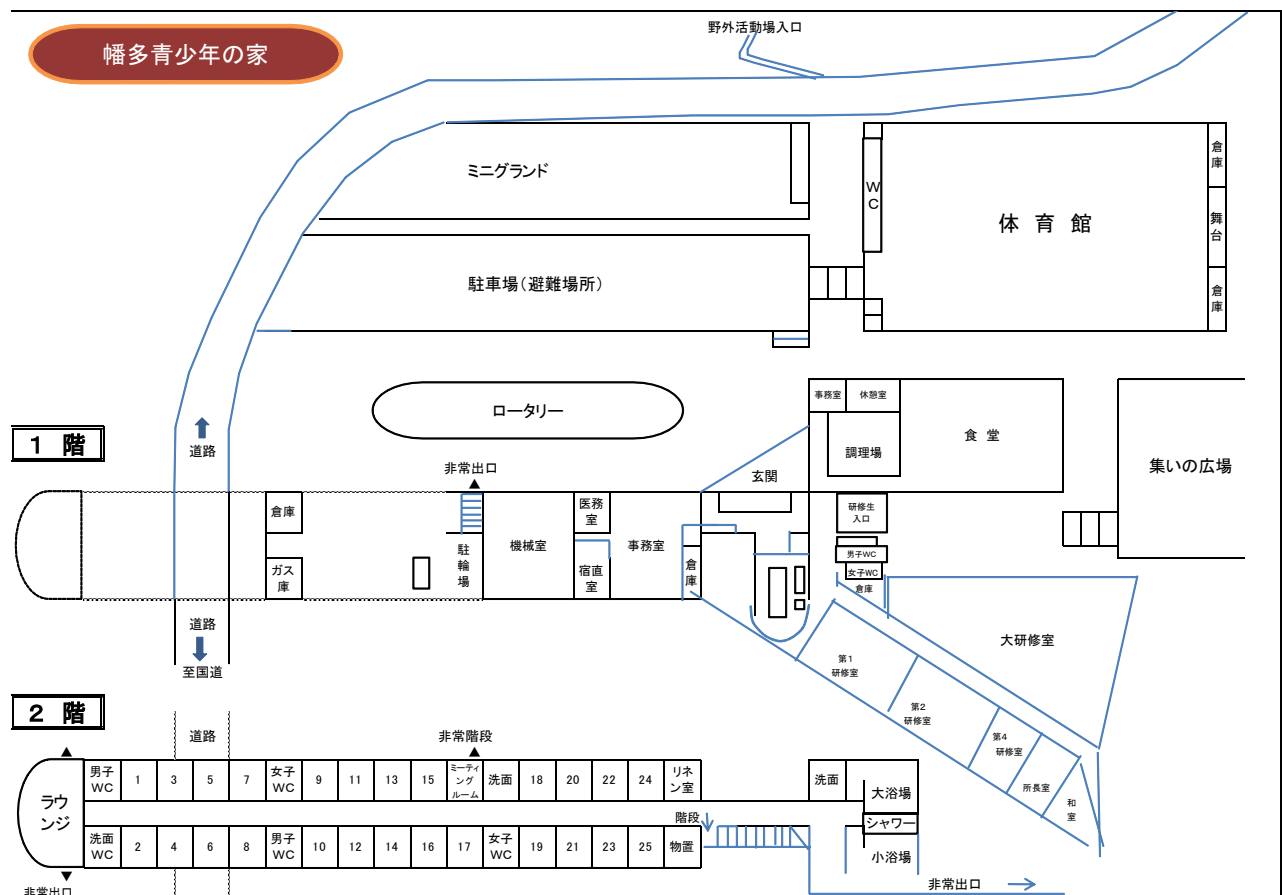 野外活動場入口
幡多青少年の家
ミニグランド
WC
体 育 館
倉庫
舞台
倉庫
駐車場(避難場所)
ロータリー
事務室
休憩室
調理場
食 堂
集いの広場
1 階
道路
非常出口
玄関
倉庫
ガス
庫
駐輪場
機械室
医務
室
宿直
室
事務室
倉庫
研修生
入口
男子WC
女子WC
倉庫
大研修室
道路
至国道
第1
研修室
第2
研修室
第4
研修室
所長室
和室
2 階
道路
非常階段
ラウ
ンジ
男子
WC
1
3
5
7
女子
WC
9
11
13
15
ミーティ
ング
ルーム
洗面
18
20
22
24
リネ
ン室
洗面
大浴場
階段
シャワー
洗面
WC
2
4
6
8
男子
WC
10
12
14
16
17
女子
WC
19
21
23
25
物置
小浴場
非常出口
非常出口